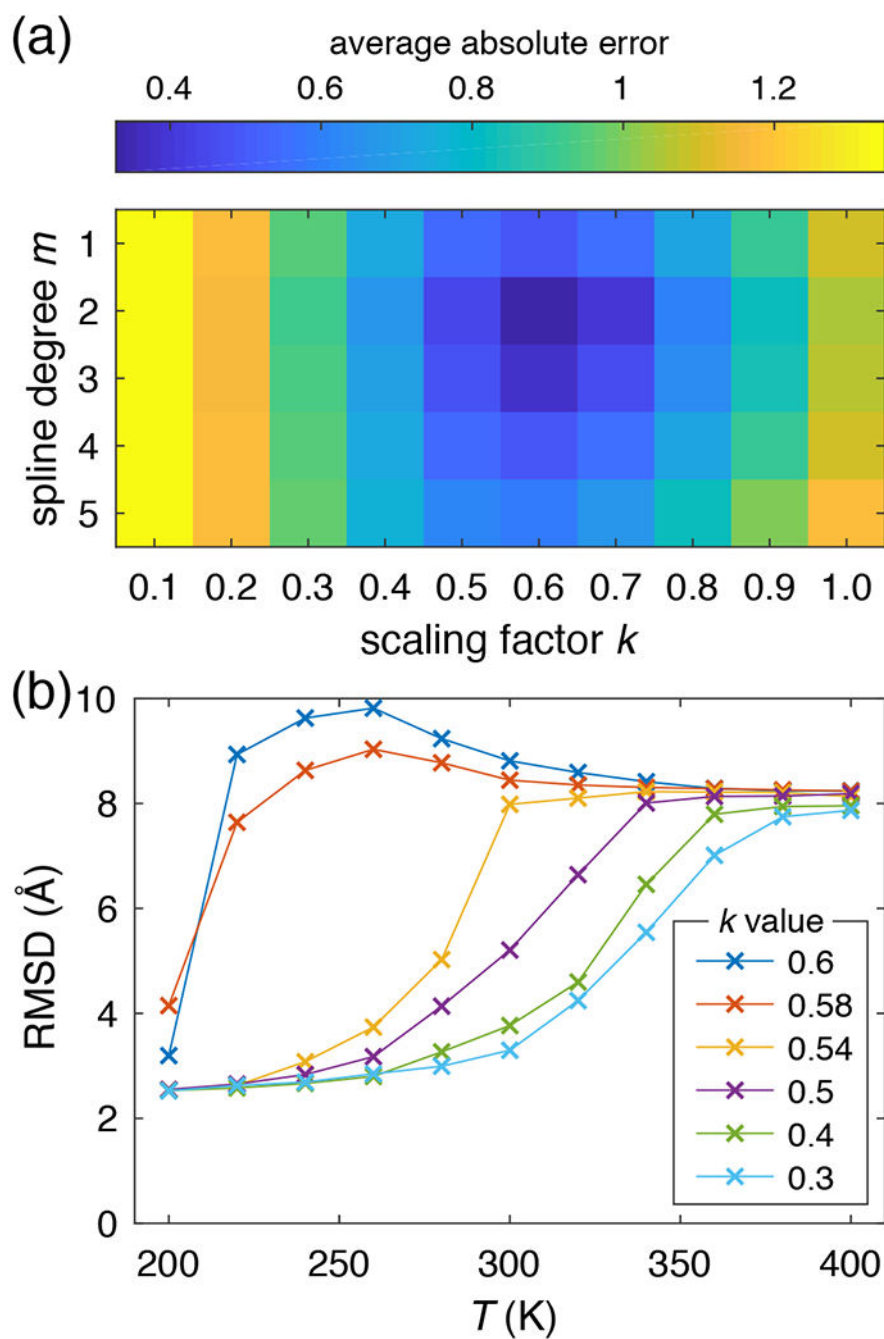 (a)
average absolute error
0.4 0.6 0.8 1 1.2
spline degree m
1
2
3
4
5
0.1 0.2 0.3 0.4 0.5 0.6 0.7 0.8 0.9 1.0
scaling factor k
(b)
RMSD (Å)
10
8
6
4
2
0
k value
0.6
0.58
0.54
0.5
0.4
0.3
200 250 300 350 400
T (K)